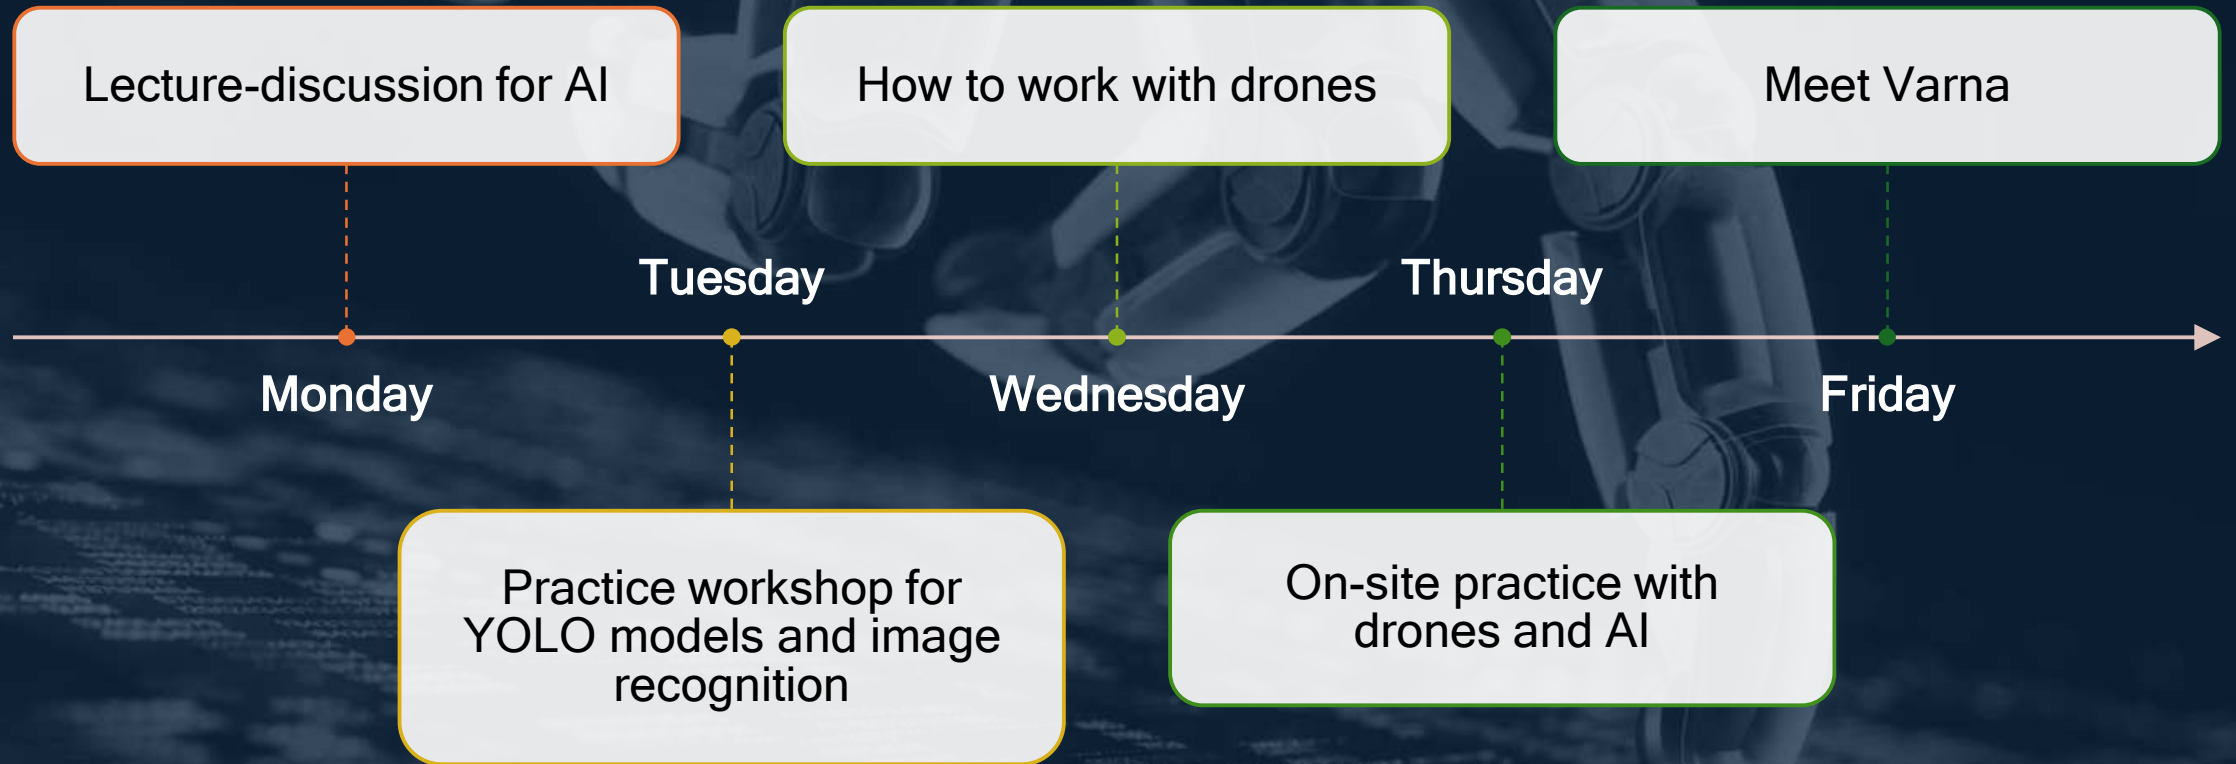 Lecture-discussion for AI
How to work with drones
Meet Varna
Tuesday
Thursday
Monday
Wednesday
Friday
Practice workshop for
YOLO models and image
recognition
On-site practice with
drones and AI